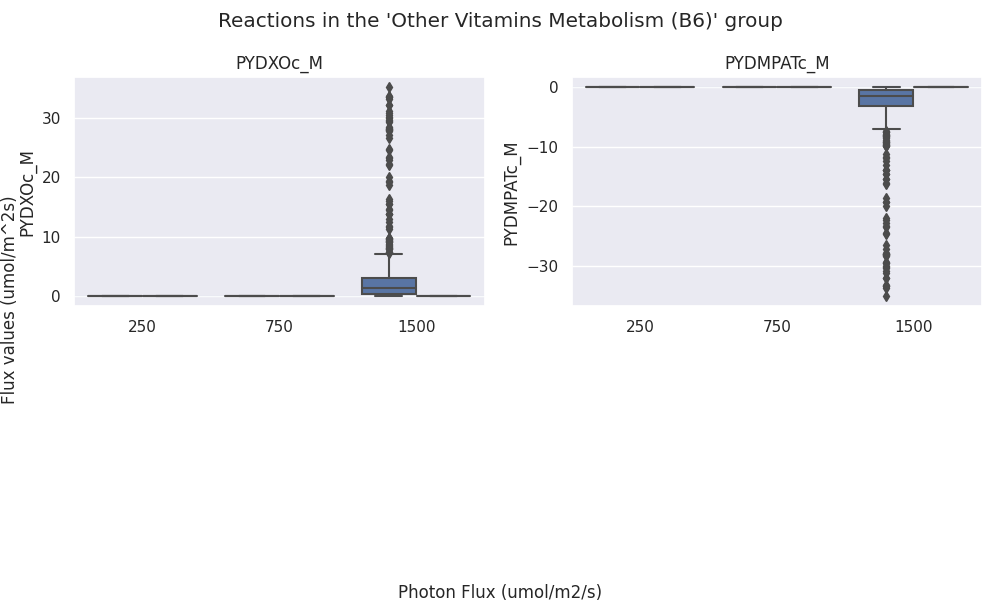 Reactions in the 'Other Vitamins Metabolism (B6)' group
PYDXOc_M
PYDMPATc_M
30
20
10
0
PYDXOc_M
250
750
1500
0
−10
−20
−30
PYDMPATc_M
250
750
1500
Flux values (umol/m^2s)
Photon Flux (umol/m2/s)